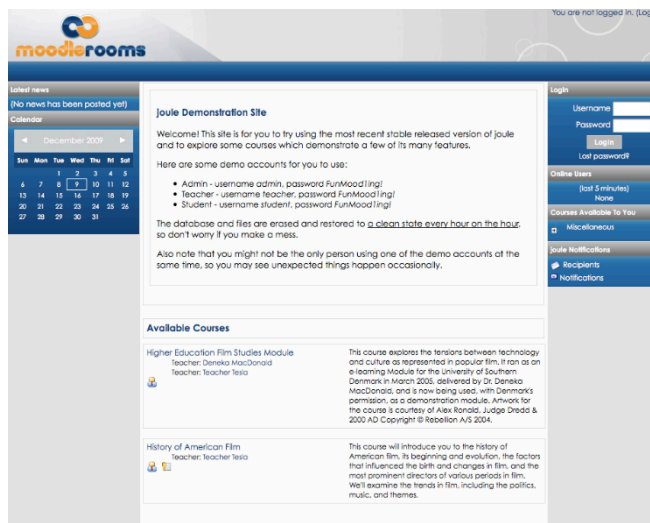 You are not logged in. (Log
moodlerooms
Latest news
(No news has been posted yet)
Calendar
◄ December 2009 ►
Sun Mon Tue Wed Thu Fri Sat
1 2 3 4 5
6 7 8 9 10 11 12
13 14 15 16 17 18 19
20 21 22 23 24 25 26
27 28 29 30 31
joule Demonstration Site
Welcome! This site is for you to try using the most recent stable released version of joule
and to explore some courses which demonstrate a few of its many features.
Here are some demo accounts for you to use:
• Admin - username admin, password FunMood1ng!
• Teacher - username teacher, password FunMood1ng!
• Student - username student, password FunMood1ng!
The database and files are erased and restored to a clean state every hour on the hour,
so don't worry if you make a mess.
Also note that you might not be the only person using one of the demo accounts at the
same time, so you may see unexpected things happen occasionally.
Available Courses
Higher Education Film Studies Module
Teacher: Deneka MacDonald
Teacher: Teacher Tesla
This course explores the tensions between technology
and culture as represented in popular film. It ran as an
e-learning Module for the University of Southern
Denmark in March 2005, delivered by Dr. Deneka
MacDonald, and is now being used, with Denmark's
permission, as a demonstration module. Artwork for
the course is courtesy of Alex Ronald, Judge Dredd &
2000 AD Copyright © Rebellion A/S 2004.
History of American Film
Teacher: Teacher Tesla
This course will introduce you to the history of
American film, its beginning and evolution, the factors
that influenced the birth and changes in film, and the
most prominent directors of various periods in film.
We'll examine the trends in film, including the politics,
music, and themes.
Login
Username
Password
Login
Lost password?
Online Users
(last 5 minutes)
None
Courses Available To You
Miscellaneous
joule Notifications
Recipients
Notifications